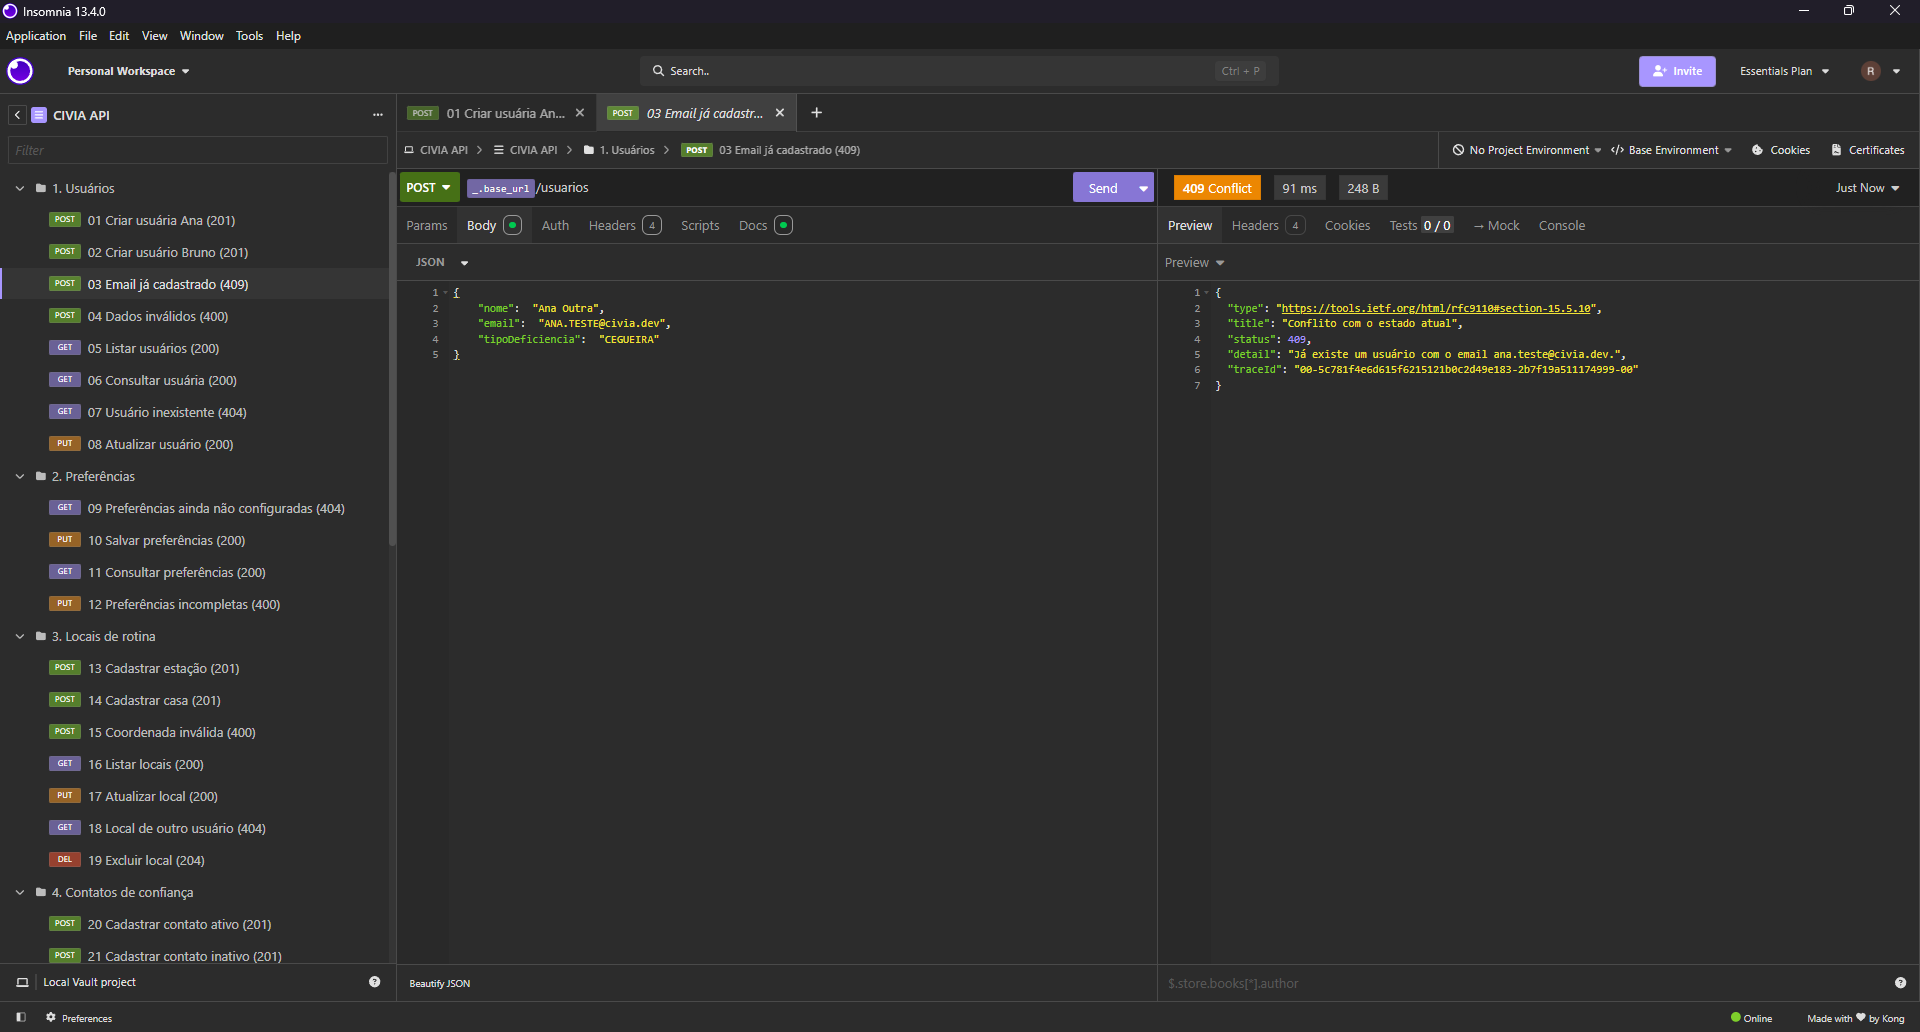 Insomnia 13.4.0
Application File Edit View Window Tools Help
Personal Workspace
Search..
Ctrl + P
Invite
Essentials Plan
R
CIVIA API
Filter
1. Usuários
POST 01 Criar usuária Ana (201)
POST 02 Criar usuário Bruno (201)
POST 03 Email já cadastrado (409)
POST 04 Dados inválidos (400)
GET 05 Listar usuários (200)
GET 06 Consultar usuária (200)
GET 07 Usuário inexistente (404)
PUT 08 Atualizar usuário (200)
2. Preferências
GET 09 Preferências ainda não configuradas (404)
PUT 10 Salvar preferências (200)
GET 11 Consultar preferências (200)
PUT 12 Preferências incompletas (400)
3. Locais de rotina
POST 13 Cadastrar estação (201)
POST 14 Cadastrar casa (201)
POST 15 Coordenada inválida (400)
GET 16 Listar locais (200)
PUT 17 Atualizar local (200)
GET 18 Local de outro usuário (404)
DEL 19 Excluir local (204)
4. Contatos de confiança
POST 20 Cadastrar contato ativo (201)
POST 21 Cadastrar contato inativo (201)
Local Vault project
POST 01 Criar usuária An...
POST 03 Email já cadastr...
CIVIA API CIVIA API 1. Usuários POST 03 Email já cadastrado (409)
No Project Environment Base Environment Cookies Certificates
POST _.base_url /usuarios
Send
Params Body Auth Headers 4 Scripts Docs
JSON
1 {
2 "nome": "Ana Outra",
3 "email": "ANA.TESTE@civia.dev",
4 "tipoDeficiencia": "CEGUEIRA"
5 }
Beautify JSON
409 Conflict 91 ms 248 B
Just Now
Preview Headers 4 Cookies Tests 0 / 0 → Mock Console
Preview
1 {
2 "type": "https://tools.ietf.org/html/rfc9110#section-15.5.10",
3 "title": "Conflito com o estado atual",
4 "status": 409,
5 "detail": "Já existe um usuário com o email ana.teste@civia.dev.",
6 "traceId": "00-5c781f4e6d615f6215121b0c2d49e183-2b7f19a511174999-00"
7 }
$.store.books[*].author
Preferences
Online
Made with ♥ by Kong